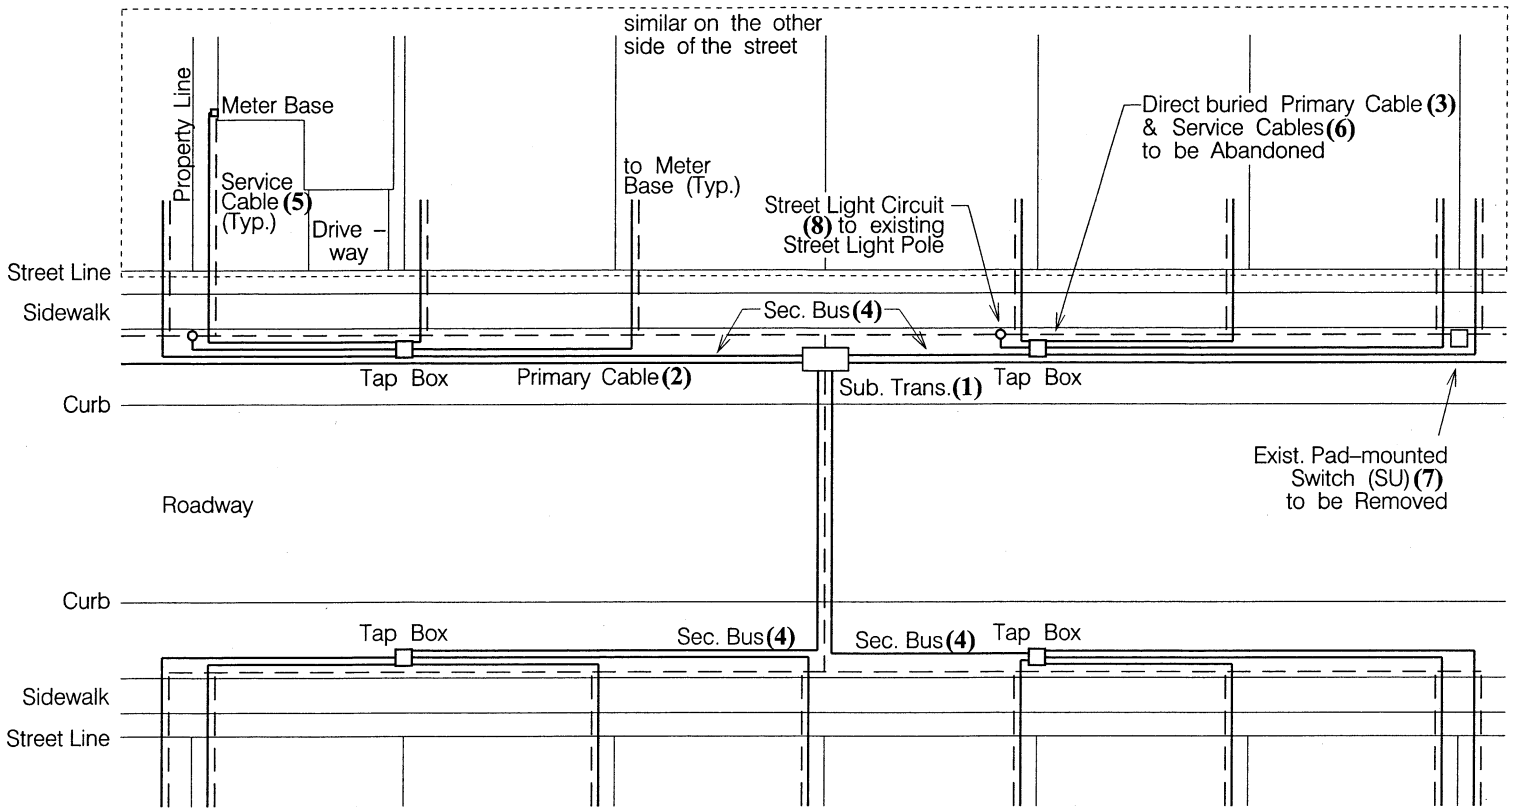 similar on the other
side of the street
Property Line
Meter Base
Direct buried Primary Cable (3)
& Service Cables (6)
to be Abandoned
to Meter
Base (Typ.)
Service
Cable (5)
(Typ.)
Drive -
way
Street Light Circuit
(8) to existing
Street Light Pole
Street Line
Sidewalk
Sec. Bus (4)
Tap Box
Primary Cable (2)
Sub. Trans. (1)
Tap Box
Curb
Exist. Pad-mounted
Switch (SU) (7)
to be Removed
Roadway
Curb
Tap Box
Sec. Bus (4)
Sec. Bus (4)
Tap Box
Sidewalk
Street Line